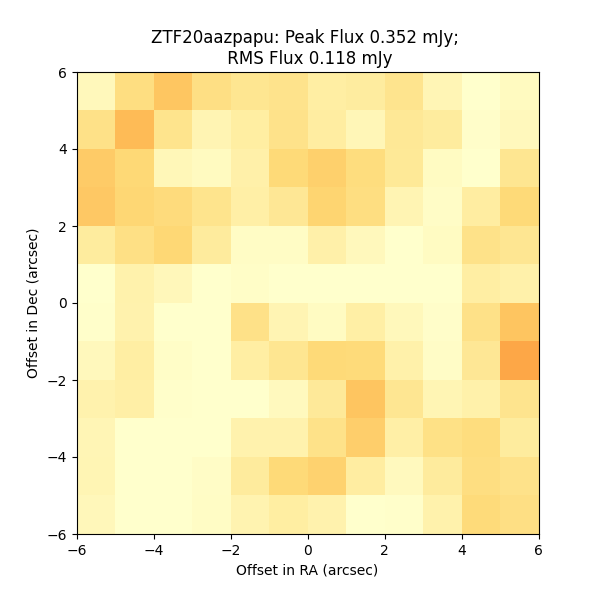 ZTF20aazpapu: Peak Flux 0.352 mJy;
RMS Flux 0.118 mJy
6
4
2
0
−2
−4
−6
Offset in Dec (arcsec)
−6 −4 −2 0 2 4 6
Offset in RA (arcsec)